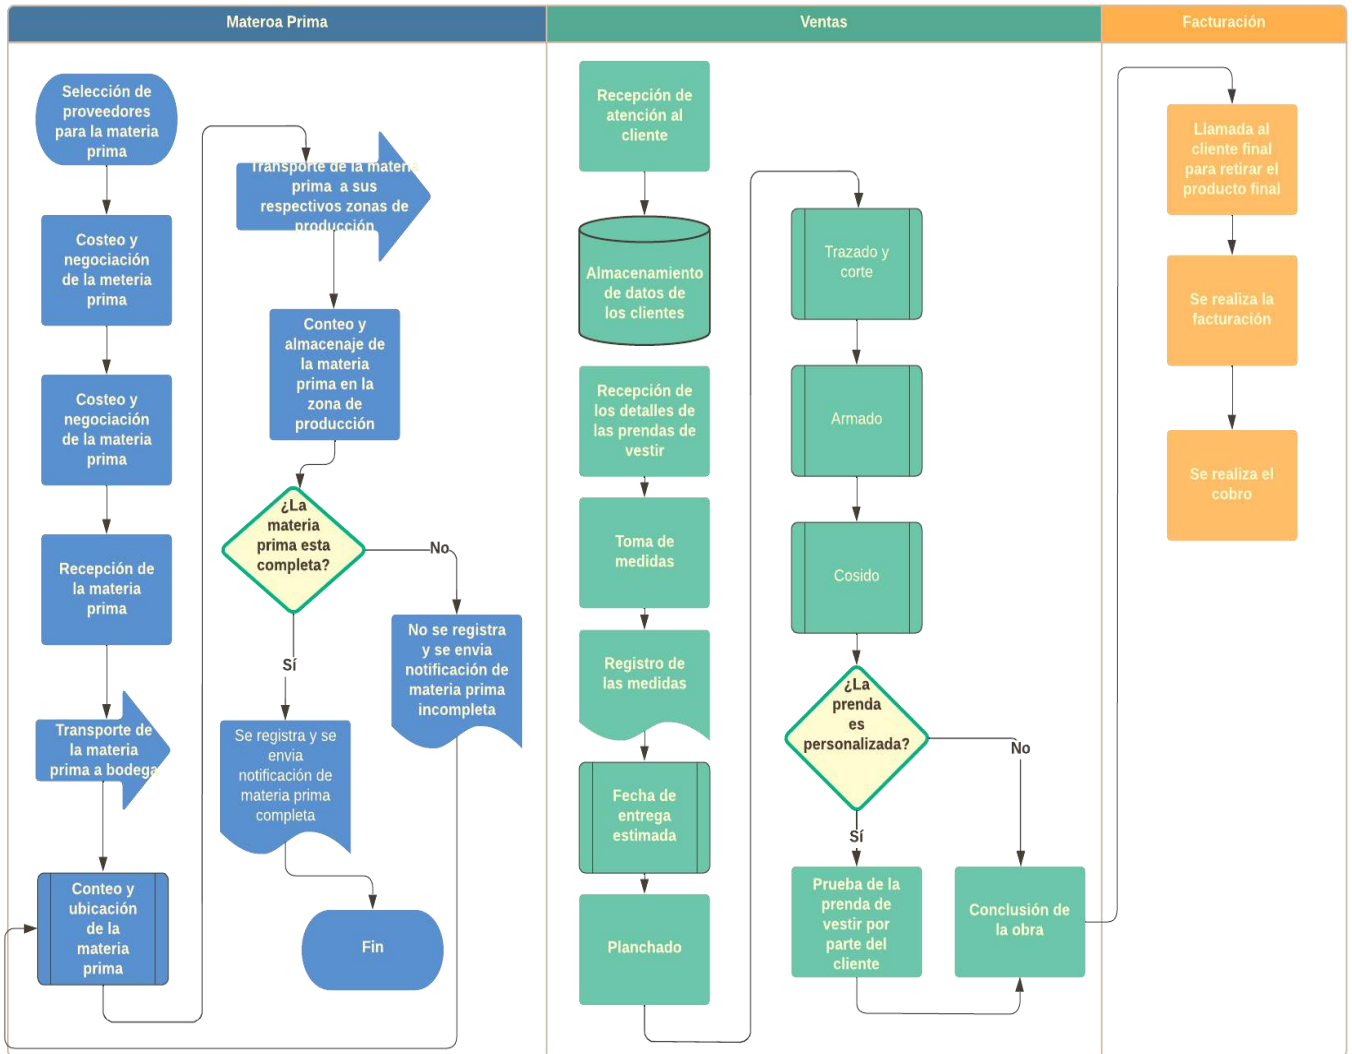 Materoa Prima
Ventas
Facturación
Selección de
proveedores
para la materia
prima
Costeo y
negociación
de la meteria
prima
Costeo y
negociación
de la materia
prima
Recepción de
la materia
prima
Transporte de
la materia
prima a bodega
Conteo y
ubicación
de la
materia
prima
Transporte de la materia
prima a sus
respectivos zonas de
producción
Conteo y
almacenaje de
la materia
prima en la
zona de
producción
¿La
materia
prima esta
completa?
No
Sí
No se registra
y se envia
notificación de
materia prima
incompleta
Se registra y se
envia
notificación de
materia prima
completa
Fin
Recepción de
atención al
cliente
Almacenamiento
de datos de
los clientes
Recepción de
los detalles de
las prendas de
vestir
Toma de
medidas
Registro de
las medidas
Fecha de
entrega
estimada
Planchado
Trazado y
corte
Armado
Cosido
¿La
prenda
es
personalizada?
No
Sí
Prueba de la
prenda de
vestir por
parte del
cliente
Conclusión de
la obra
Llamada al
cliente final
para retirar el
producto final
Se realiza la
facturación
Se realiza el
cobro